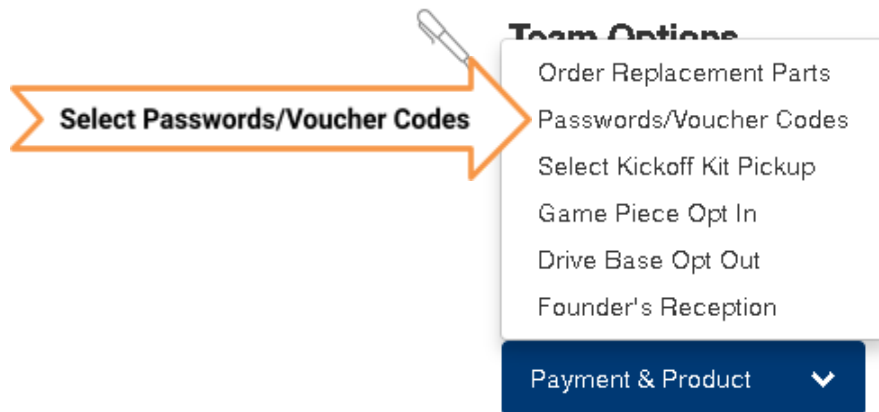 Team Options
Order Replacement Parts
Select Passwords/Voucher Codes
Passwords/Voucher Codes
Select Kickoff Kit Pickup
Game Piece Opt In
Drive Base Opt Out
Founder's Reception
Payment & Product